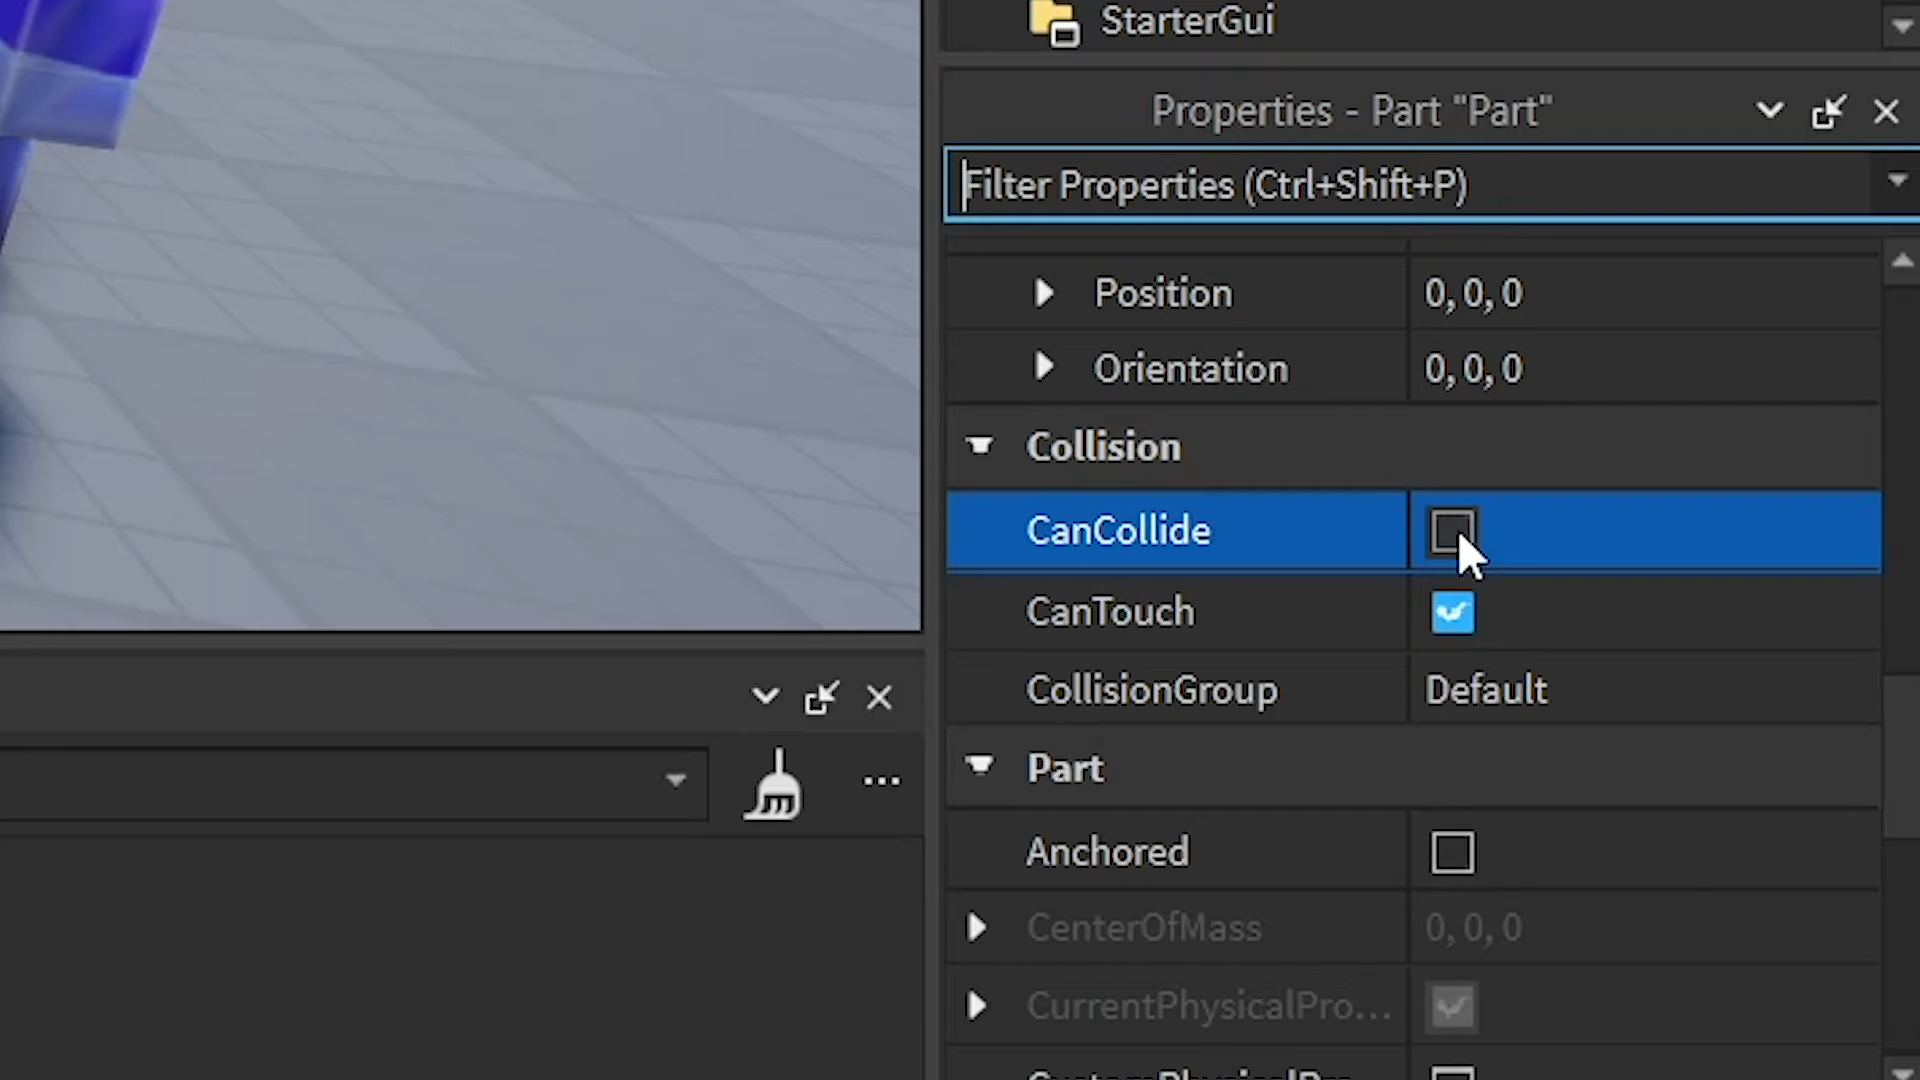 StarterGui
Properties - Part "Part"
Filter Properties (Ctrl+Shift+P)
Position 0, 0, 0
Orientation 0, 0, 0
Collision
CanCollide
CanTouch
CollisionGroup Default
Part
Anchored
CenterOfMass 0, 0, 0
CurrentPhysicalPro...